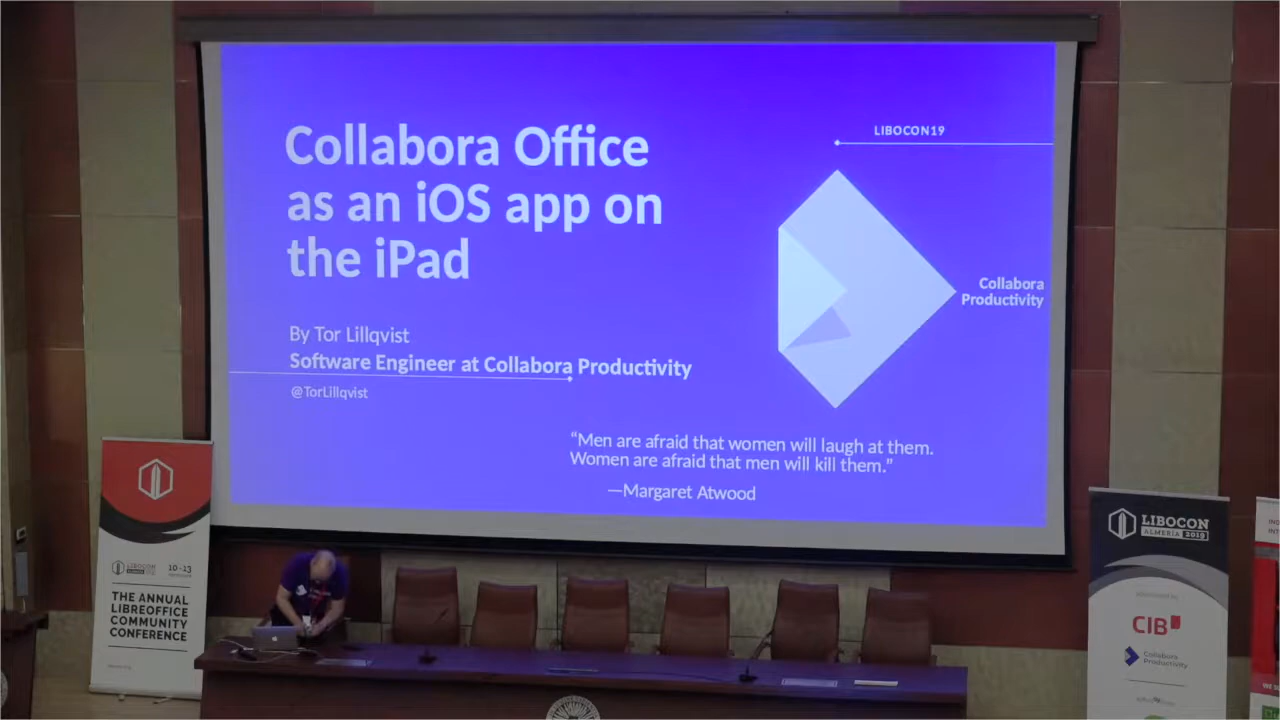 Collabora Office
as an iOS app on
the iPad
By Tor Lillqvist
Software Engineer at Collabora Productivity
@TorLillqvist
LIBOCON19
Collabora
Productivity
“Men are afraid that women will laugh at them.
Women are afraid that men will kill them.”
—Margaret Atwood
LIBOCON
10-13
THE ANNUAL
LIBREOFFICE
COMMUNITY
CONFERENCE
LIBOCON
ALMERIA 2019
CIB
Collabora
Productivity